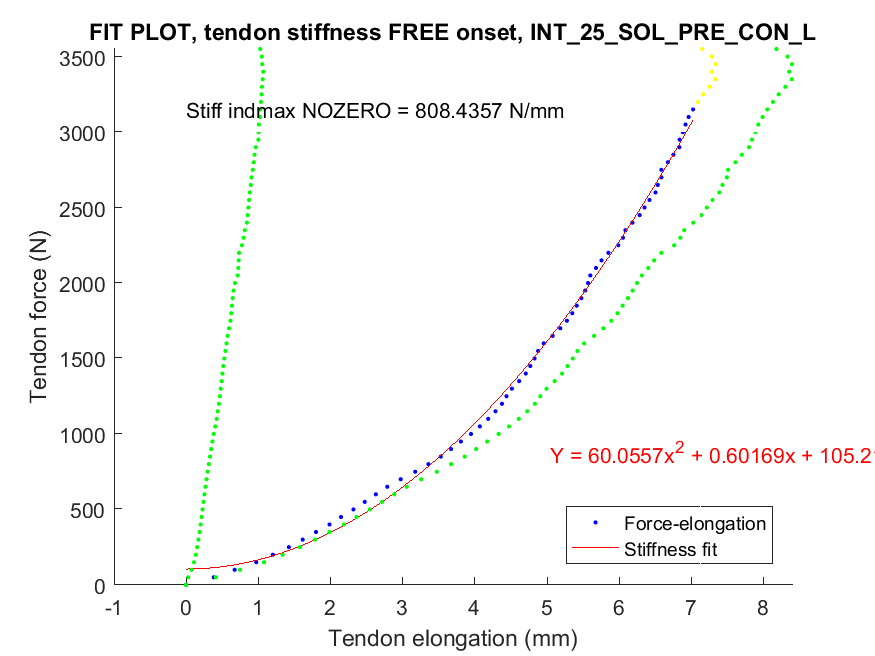 FIT PLOT, tendon stiffness FREE onset, INT_25_SOL_PRE_CON_L
3500
Stiff indmax NOZERO = 808.4357 N/mm
3000
2500
2000
1500
1000
500
0
Tendon force (N)
Y = 60.0557x² + 0.60169x + 105.2
Force-elongation
Stiffness fit
-1 0 1 2 3 4 5 6 7 8
Tendon elongation (mm)